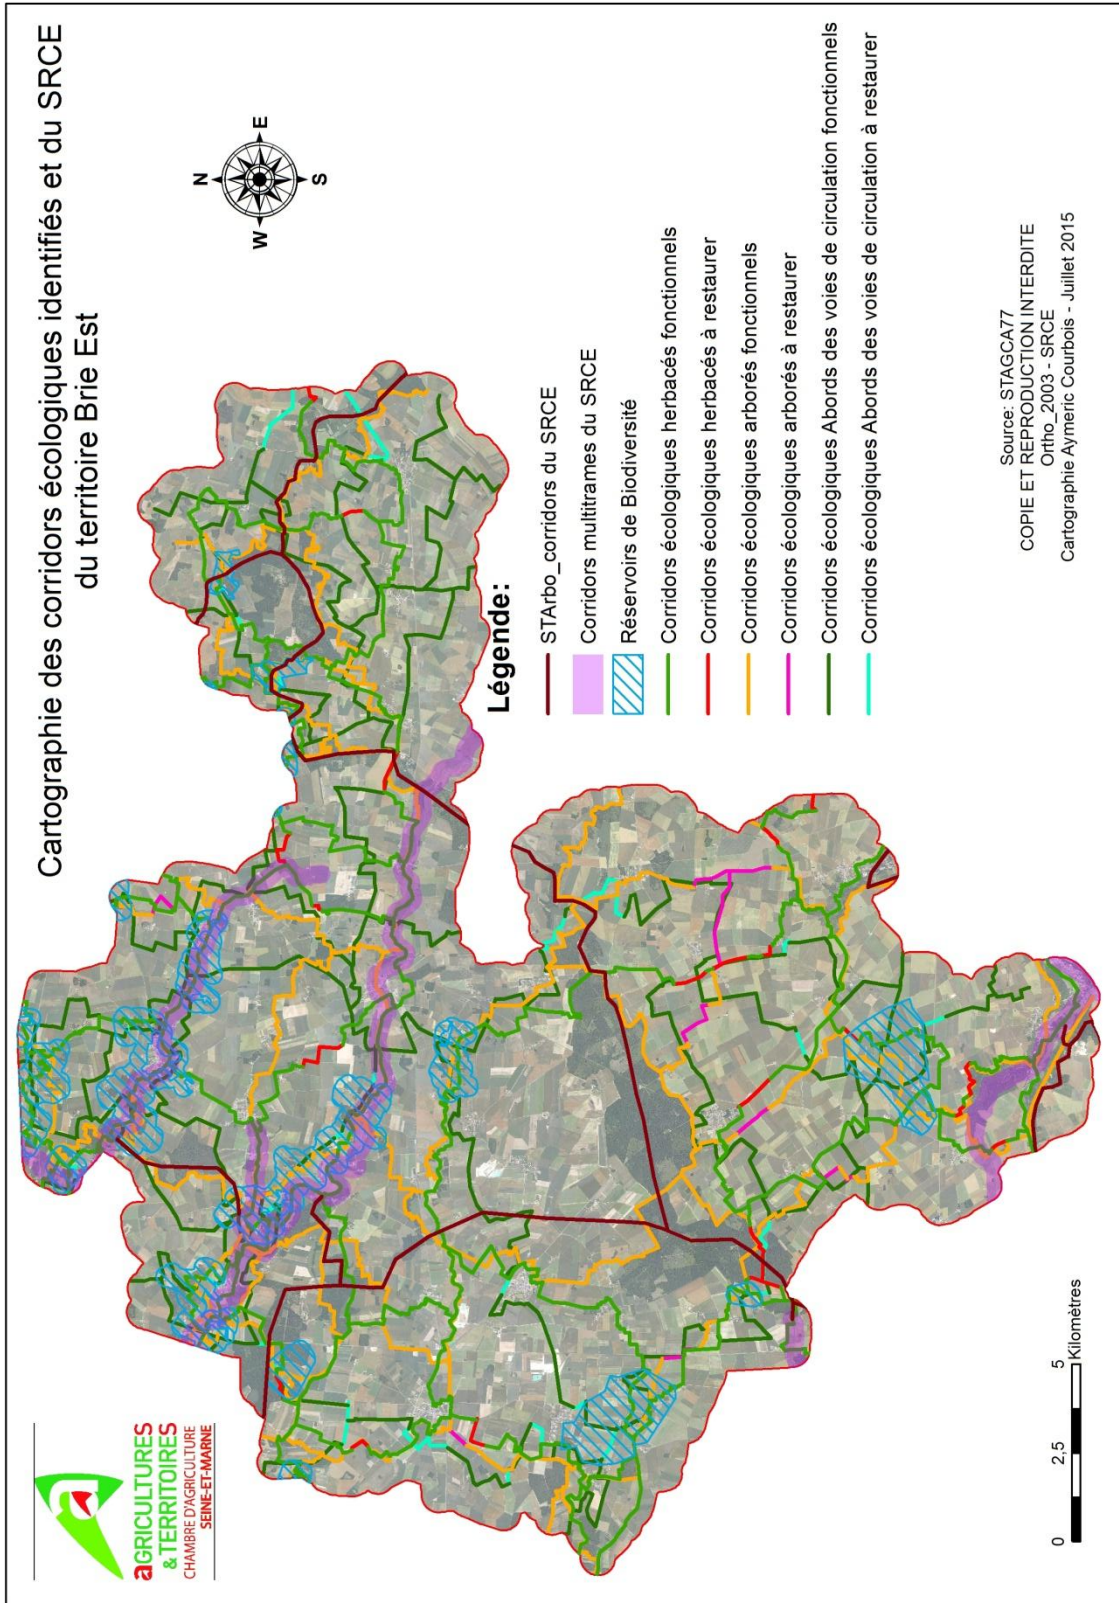 Cartographie des corridors écologiques identifiés et du SRCE
du territoire Brie Est
aGRICULTURES
& TERRITOIRES
CHAMBRE D'AGRICULTURE
SEINE-ET-MARNE
N
W E
S
Légende:
STArbo_corridors du SRCE
Corridors multitrames du SRCE
Réservoirs de Biodiversité
Corridors écologiques herbacés fonctionnels
Corridors écologiques herbacés à restaurer
Corridors écologiques arborés fonctionnels
Corridors écologiques arborés à restaurer
Corridors écologiques Abords des voies de circulation fonctionnels
Corridors écologiques Abords des voies de circulation à restaurer
0 2,5 5
Kilomètres
Source: STAGCA77
COPIE ET REPRODUCTION INTERDITE
Ortho_2003 - SRCE
Cartographie Aymeric Courbois - Juillet 2015